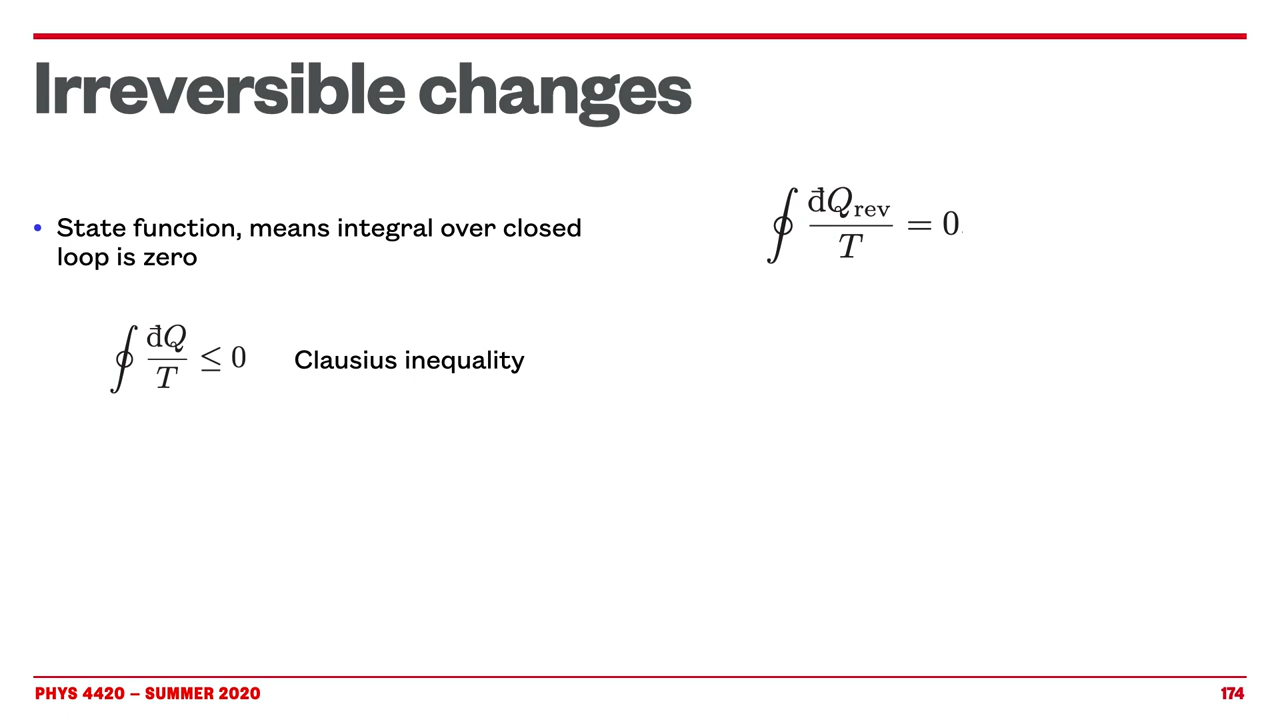 Irreversible changes
• State function, means integral over closed
loop is zero
∮ đQ_rev / T = 0.
∮ đQ / T ≤ 0 Clausius inequality
PHYS 4420 – SUMMER 2020 174